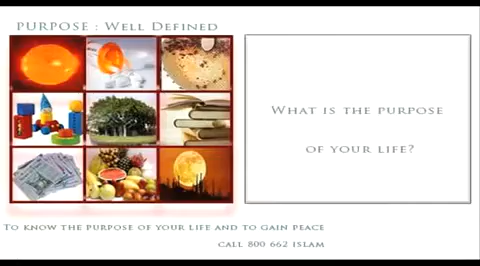 PURPOSE : WELL DEFINED
WHAT IS THE PURPOSE
OF YOUR LIFE?
TO KNOW THE PURPOSE OF YOUR LIFE AND TO GAIN PEACE
CALL 800 662 ISLAM